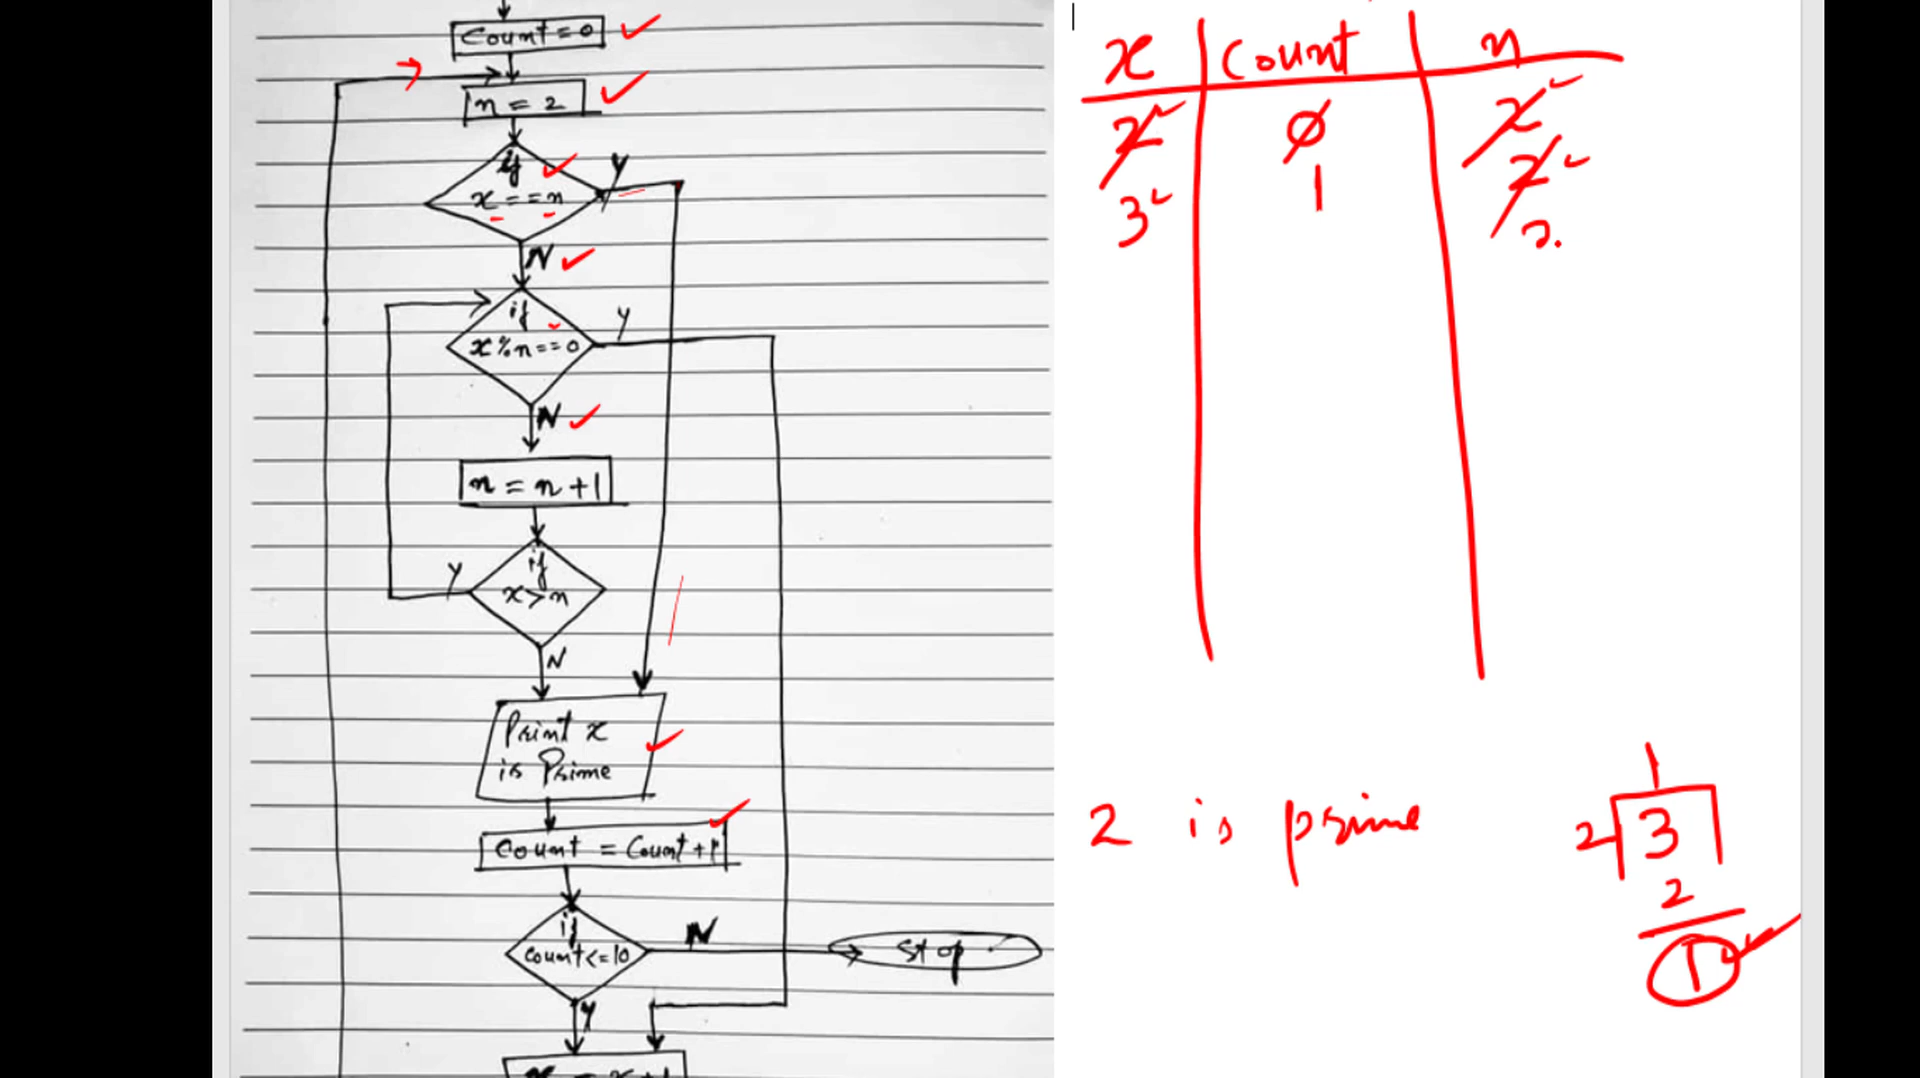 Count = 0
n = 2
if
x == n
Y
N
if
x % n == 0
Y
N
n = n + 1
if
x > n
Y
N
Print x
is Prime
Count = Count + 1
if
Count <= 10
N
Stop
Y
x = x + 1
x Count n
2 0 2
3 1 2
2 is prime
1
2 3
2
1